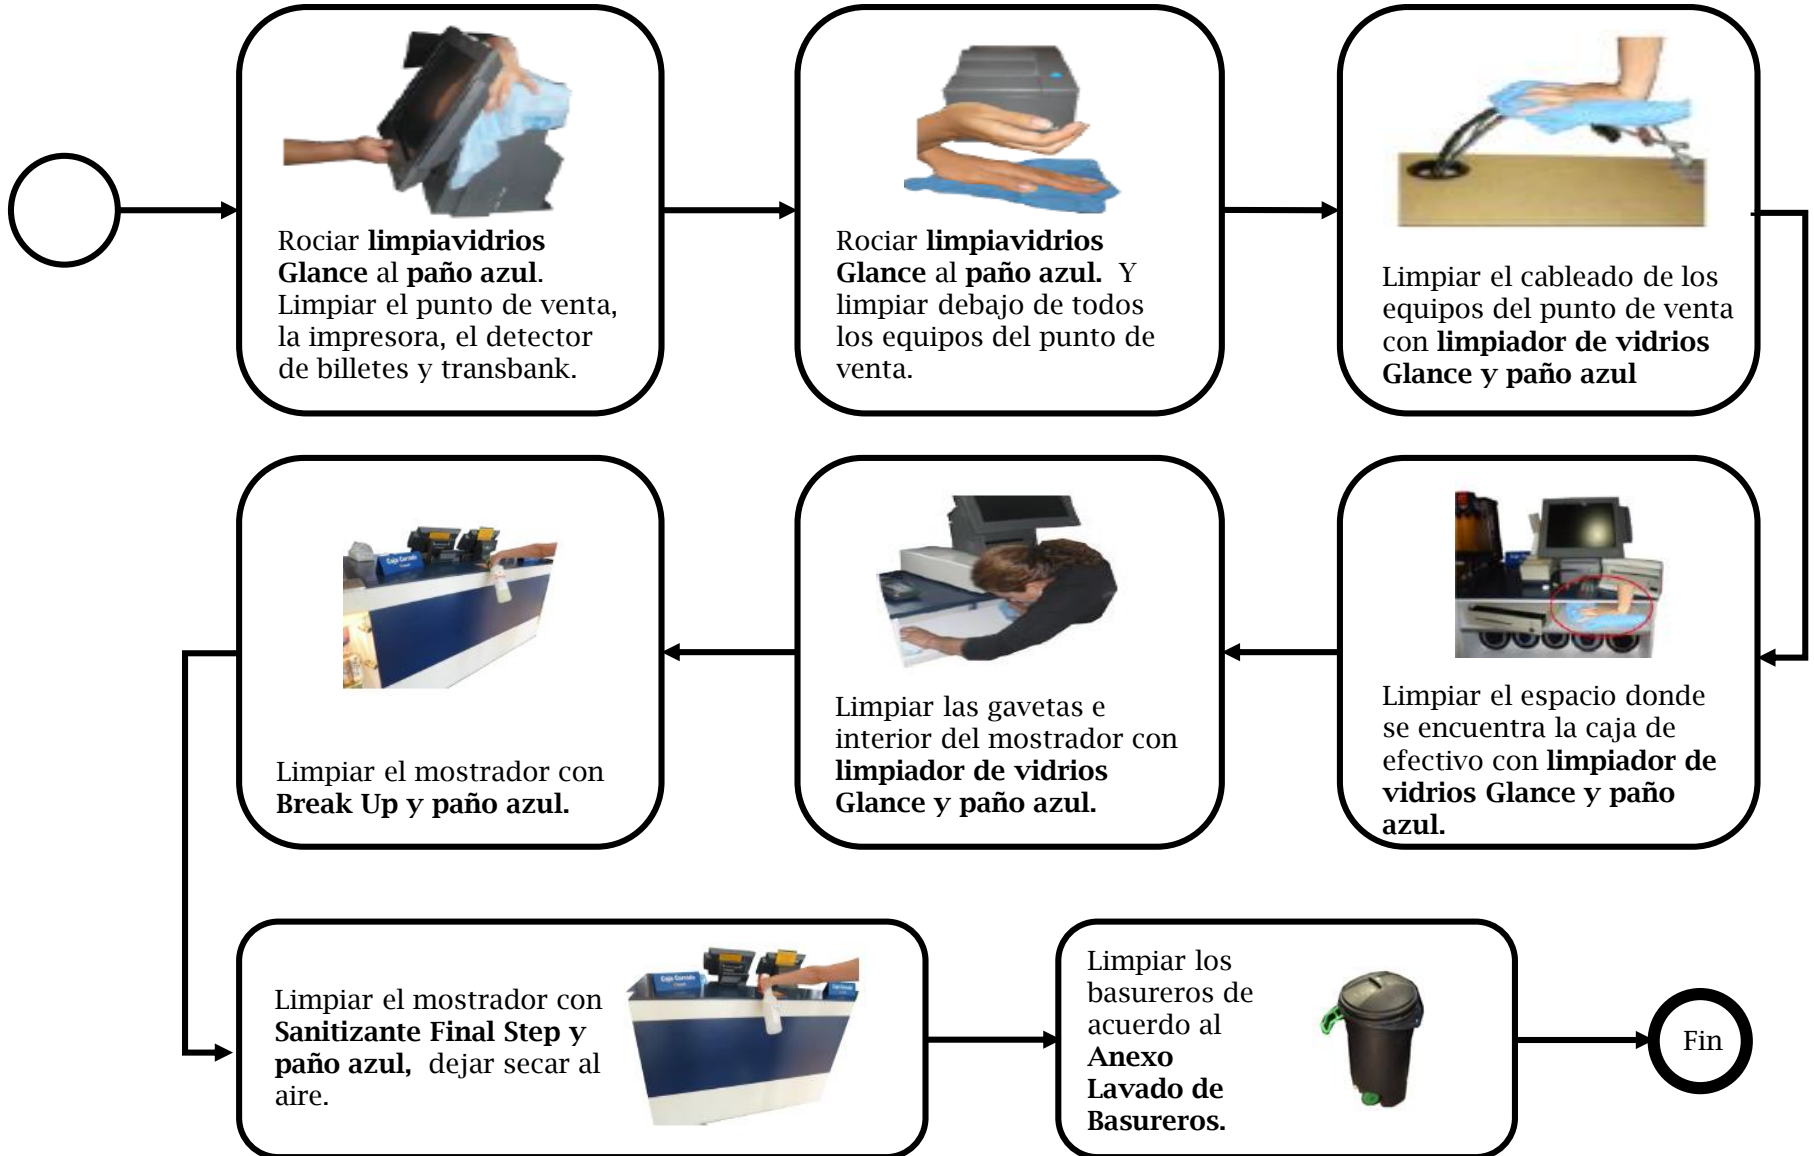 Rociar limpiavidrios
Glance al paño azul.
Limpiar el punto de venta,
la impresora, el detector
de billetes y transbank.
Rociar limpiavidrios
Glance al paño azul. Y
limpiar debajo de todos
los equipos del punto de
venta.
Limpiar el cableado de los
equipos del punto de venta
con limpiador de vidrios
Glance y paño azul
Limpiar el espacio donde
se encuentra la caja de
efectivo con limpiador de
vidrios Glance y paño
azul.
Limpiar las gavetas e
interior del mostrador con
limpiador de vidrios
Glance y paño azul.
Caja Cerrada
Limpiar el mostrador con
Break Up y paño azul.
Limpiar el mostrador con
Sanitizante Final Step y
paño azul, dejar secar al
aire.
Caja Cerrada
Limpiar los
basureros de
acuerdo al
Anexo
Lavado de
Basureros.
Fin